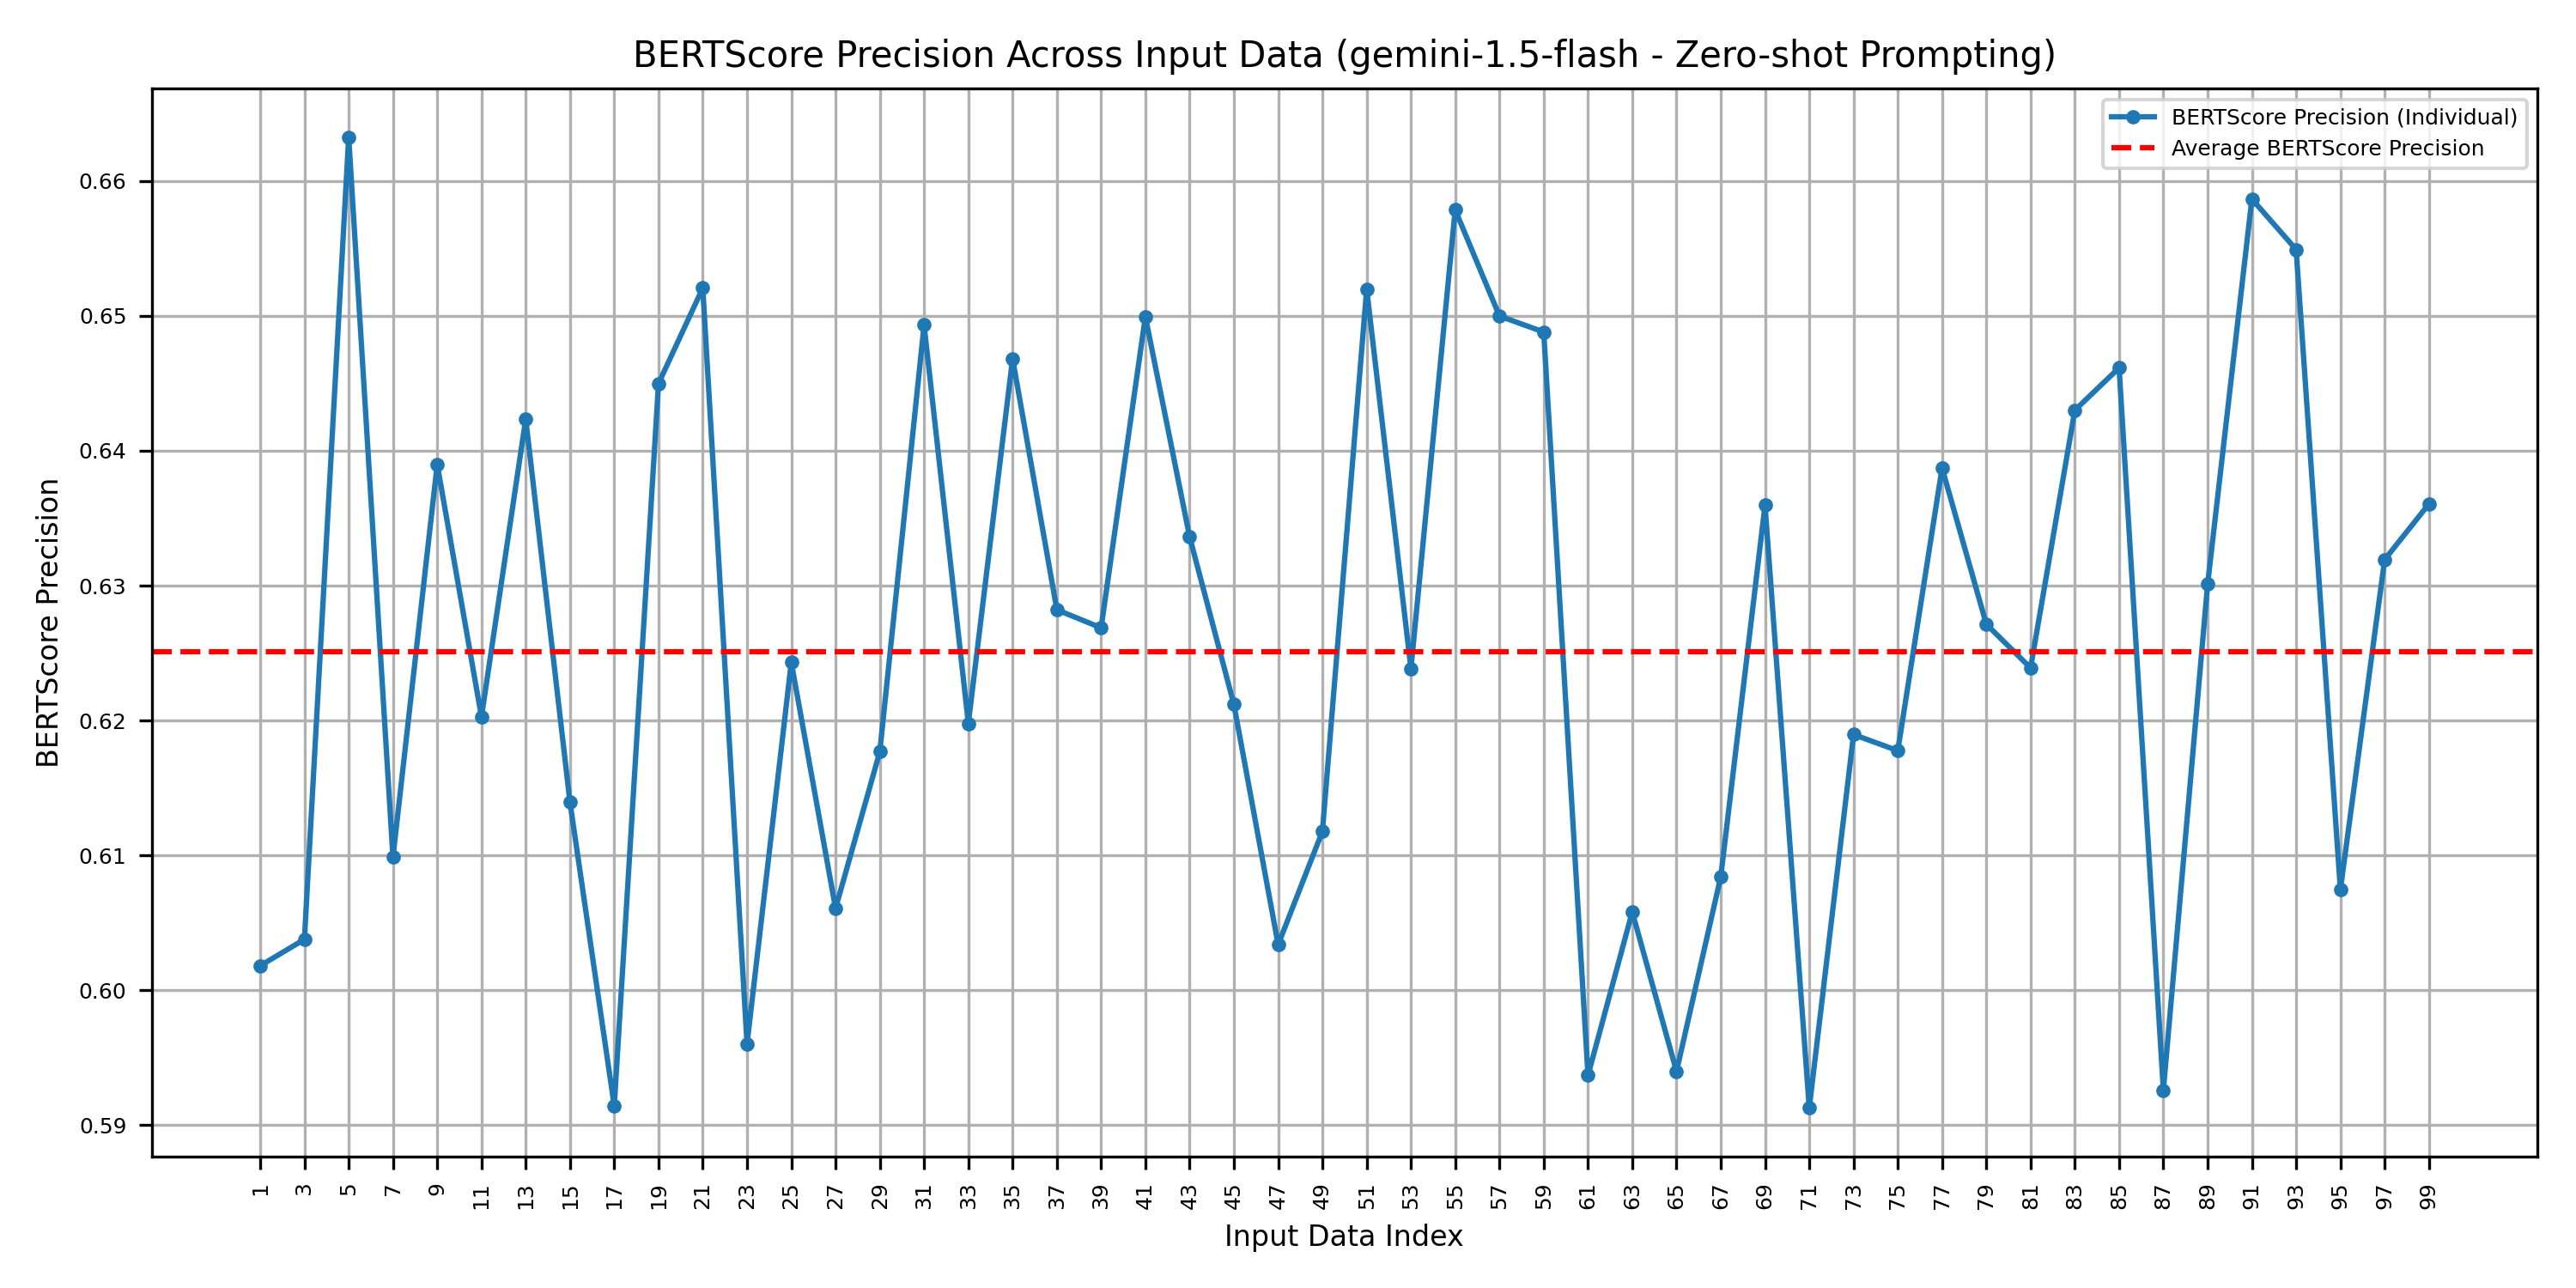 BERTScore Precision Across Input Data (gemini-1.5-flash - Zero-shot Prompting)
BERTScore Precision (Individual)
Average BERTScore Precision
BERTScore Precision
0.66
0.65
0.64
0.63
0.62
0.61
0.60
0.59
1 3 5 7 9 11 13 15 17 19 21 23 25 27 29 31 33 35 37 39 41 43 45 47 49 51 53 55 57 59 61 63 65 67 69 71 73 75 77 79 81 83 85 87 89 91 93 95 97 99
Input Data Index